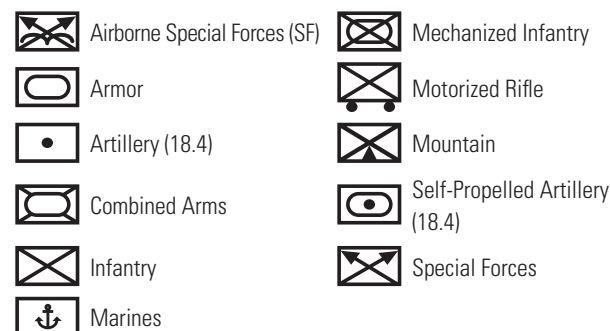 Airborne Special Forces (SF)
Armor
Artillery (18.4)
Combined Arms
Infantry
Marines
Mechanized Infantry
Motorized Rifle
Mountain
Self-Propelled Artillery
(18.4)
Special Forces